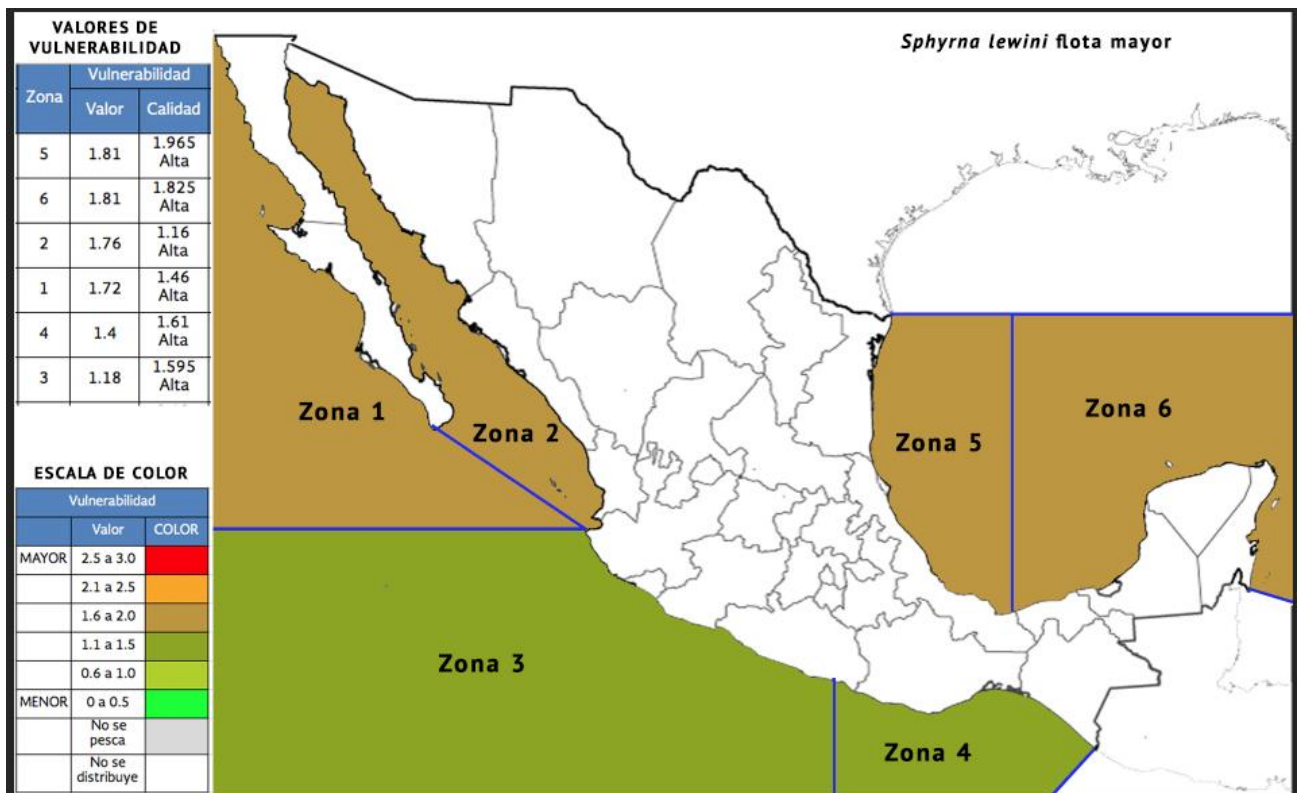 VALORES DE
VULNERABILIDAD
Zona Vulnerabilidad
Valor Calidad
5 1.81 1.965 Alta
6 1.81 1.825 Alta
2 1.76 1.16 Alta
1 1.72 1.46 Alta
4 1.4 1.61 Alta
3 1.18 1.595 Alta
ESCALA DE COLOR
Vulnerabilidad
Valor COLOR
MAYOR 2.5 a 3.0
2.1 a 2.5
1.6 a 2.0
1.1 a 1.5
0.6 a 1.0
MENOR 0 a 0.5
No se pesca
No se distribuye
Sphyrna lewini flota mayor
Zona 1
Zona 2
Zona 5
Zona 6
Zona 3
Zona 4